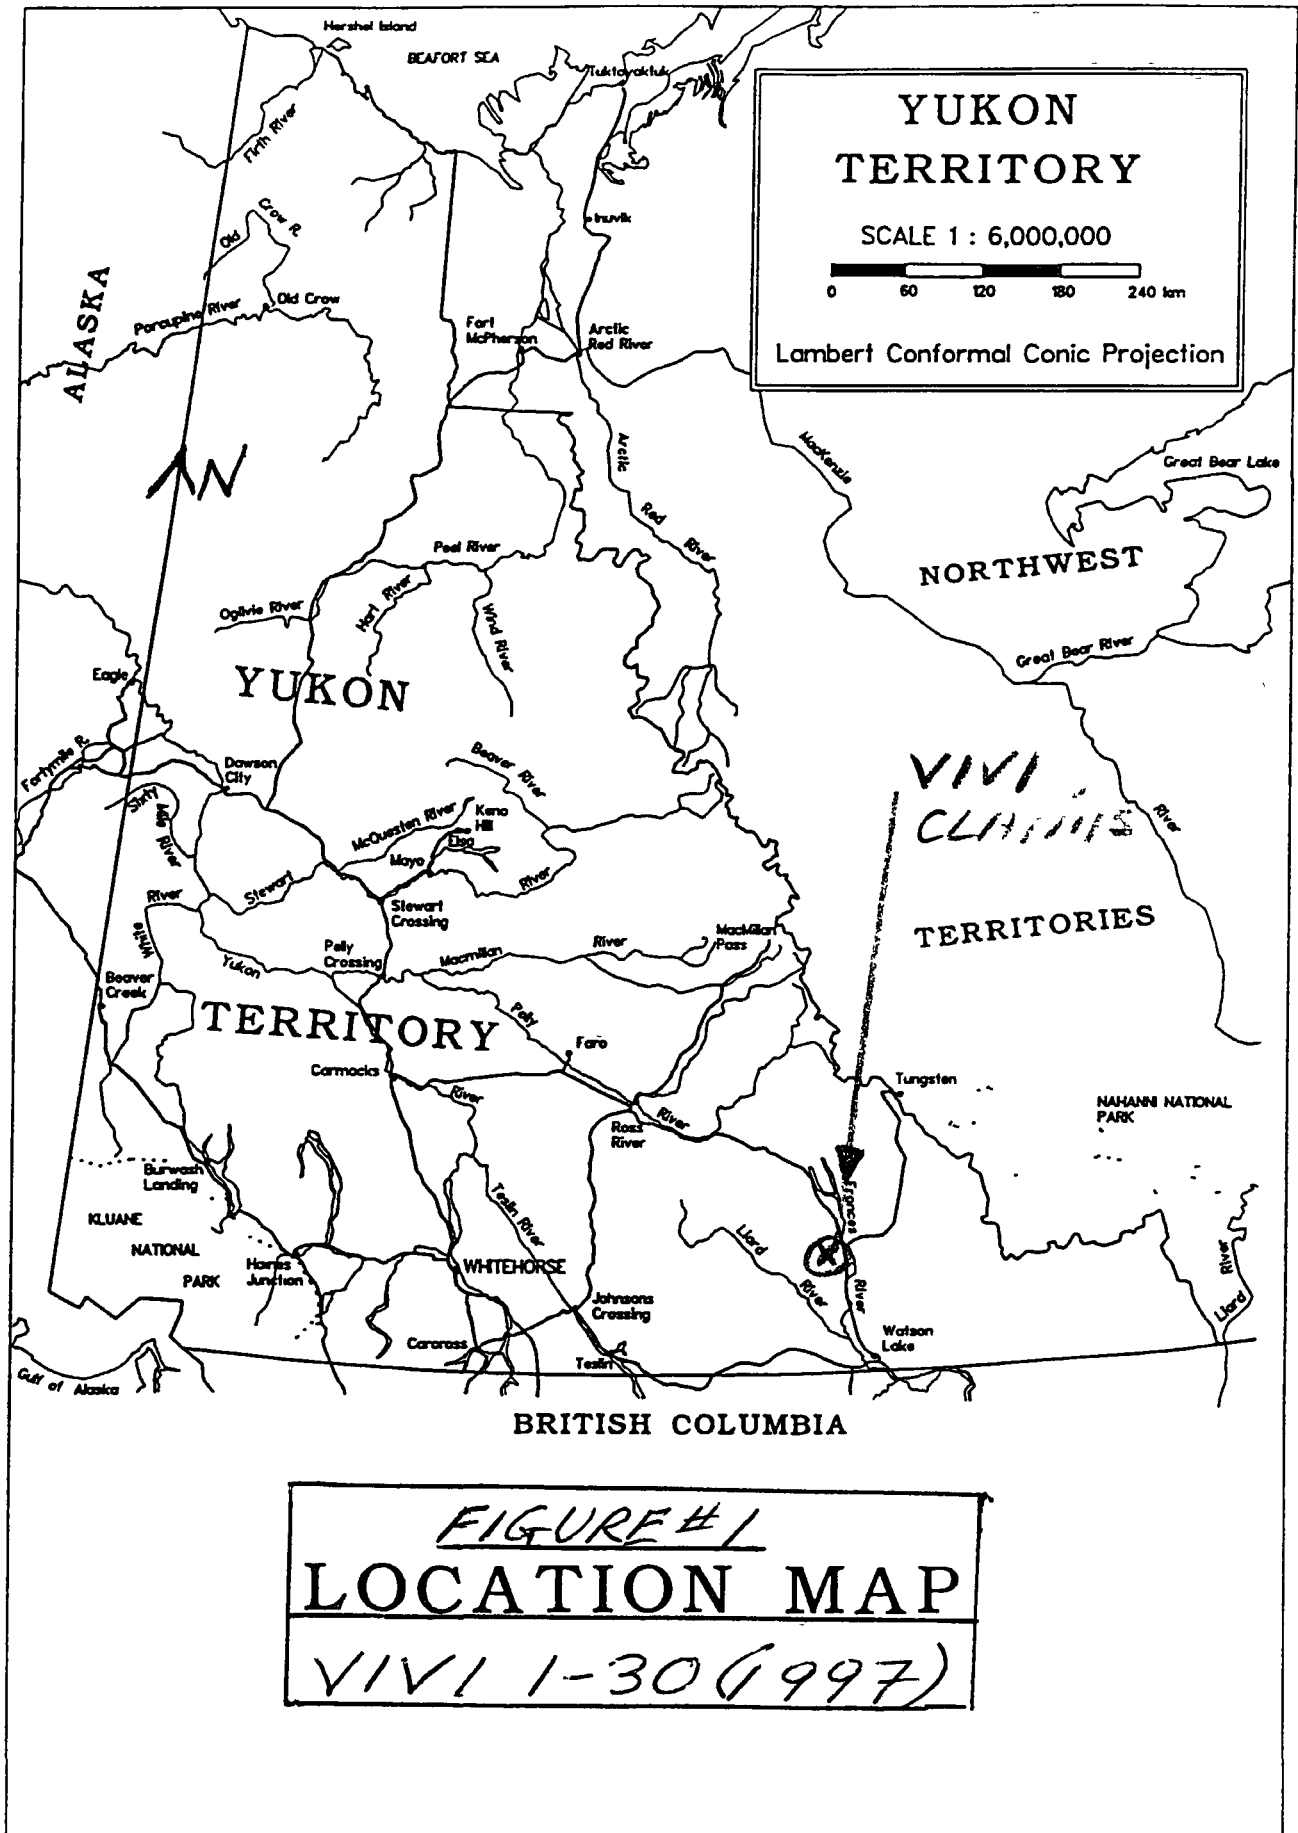 Hershel Island
BEAFORT SEA
Tuktoyaktuk
YUKON
TERRITORY
SCALE 1 : 6,000,000
0 60 120 180 240 km
Lambert Conformal Conic Projection
Firth River
Old Crow R.
Inuvik
ALASKA
Porcupine River
Old Crow
Fort
McPherson
Arctic
Red River
N
Arctic Red River
MacKenzie
Great Bear Lake
Peel River
NORTHWEST
Ogilvie River
Hart River
Wind River
Great Bear River
Eagle
YUKON
Fortymile R.
Dawson
City
Beaver River
VIVI
CLAIMS
Sixty Mile River
McQuesten River
Keno
Hill
Elsa
Mayo
River
River
Stewart
River
Stewart
Crossing
White
TERRITORIES
Pelly
Crossing
Yukon
Macmillan
River
MacMillan
Pass
Beaver
Creek
TERRITORY
Pelly
Faro
Carmacks
River
Tungsten
NAHANNI NATIONAL
PARK
Ross
River
River
Burwash
Landing
Teslin River
Frances
KLUANE
NATIONAL
PARK
Haines
Junction
WHITEHORSE
Liard
River
River
River
Liard
Johnsons
Crossing
Watson
Lake
Carcross
Teslin
Gulf of Alaska
BRITISH COLUMBIA
FIGURE #1
LOCATION MAP
VIVI 1-30 (1997)